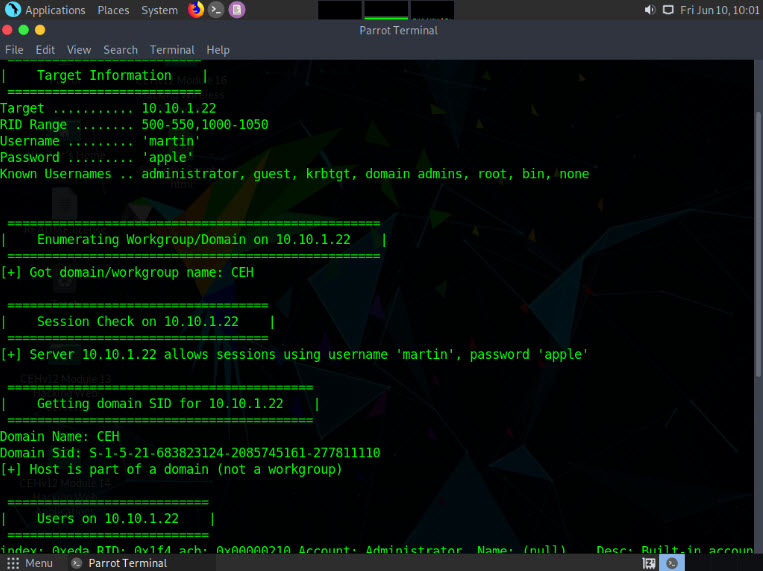 Applications Places System Fri Jun 10, 10:01
Parrot Terminal
File Edit View Search Terminal Help
===========================
| Target Information |
===========================
Target ........... 10.10.1.22
RID Range ........ 500-550,1000-1050
Username ......... 'martin'
Password ......... 'apple'
Known Usernames .. administrator, guest, krbtgt, domain admins, root, bin, none
===================================================
| Enumerating Workgroup/Domain on 10.10.1.22 |
===================================================
[+] Got domain/workgroup name: CEH
===================================
| Session Check on 10.10.1.22 |
===================================
[+] Server 10.10.1.22 allows sessions using username 'martin', password 'apple'
CEHv12 Module 13
=========================================
| Getting domain SID for 10.10.1.22 |
=========================================
Domain Name: CEH
Domain Sid: S-1-5-21-683823124-2085745161-277811110
[+] Host is part of a domain (not a workgroup)
CEHv12 Module 14
===========================
| Users on 10.10.1.22 |
===========================
index: 0xeda RID: 0x1f4 acb: 0x00000210 Account: Administrator Name: (null) Desc: Built-in accoun
Menu Parrot Terminal